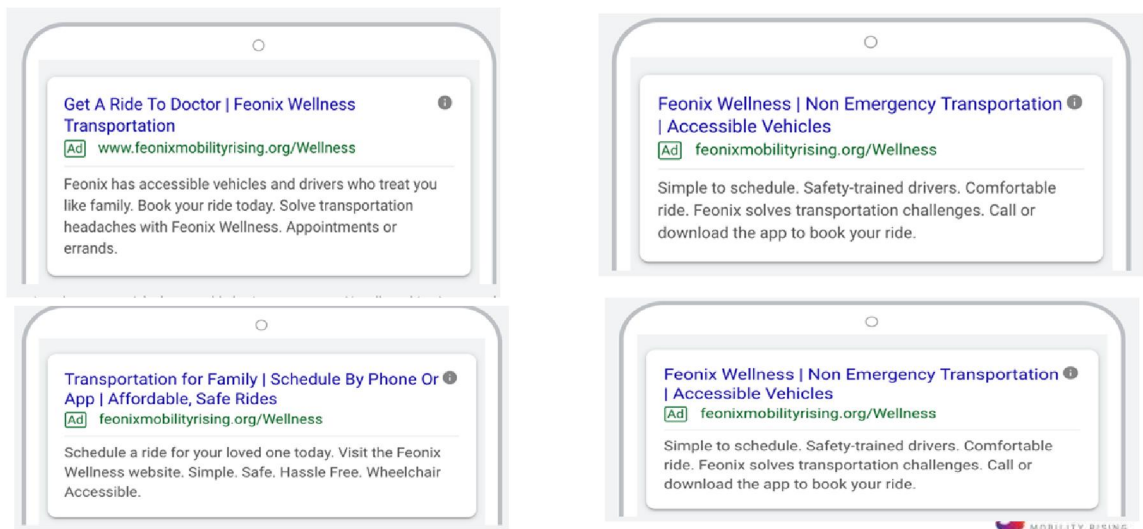 Get A Ride To Doctor | Feonix Wellness
Transportation
Ad www.feonixmobilityrising.org/Wellness
Feonix has accessible vehicles and drivers who treat you
like family. Book your ride today. Solve transportation
headaches with Feonix Wellness. Appointments or
errands.
Feonix Wellness | Non Emergency Transportation
| Accessible Vehicles
Ad feonixmobilityrising.org/Wellness
Simple to schedule. Safety-trained drivers. Comfortable
ride. Feonix solves transportation challenges. Call or
download the app to book your ride.
Transportation for Family | Schedule By Phone Or
App | Affordable, Safe Rides
Ad feonixmobilityrising.org/Wellness
Schedule a ride for your loved one today. Visit the Feonix
Wellness website. Simple. Safe. Hassle Free. Wheelchair
Accessible.
Feonix Wellness | Non Emergency Transportation
| Accessible Vehicles
Ad feonixmobilityrising.org/Wellness
Simple to schedule. Safety-trained drivers. Comfortable
ride. Feonix solves transportation challenges. Call or
download the app to book your ride.
MOBILITY RISING